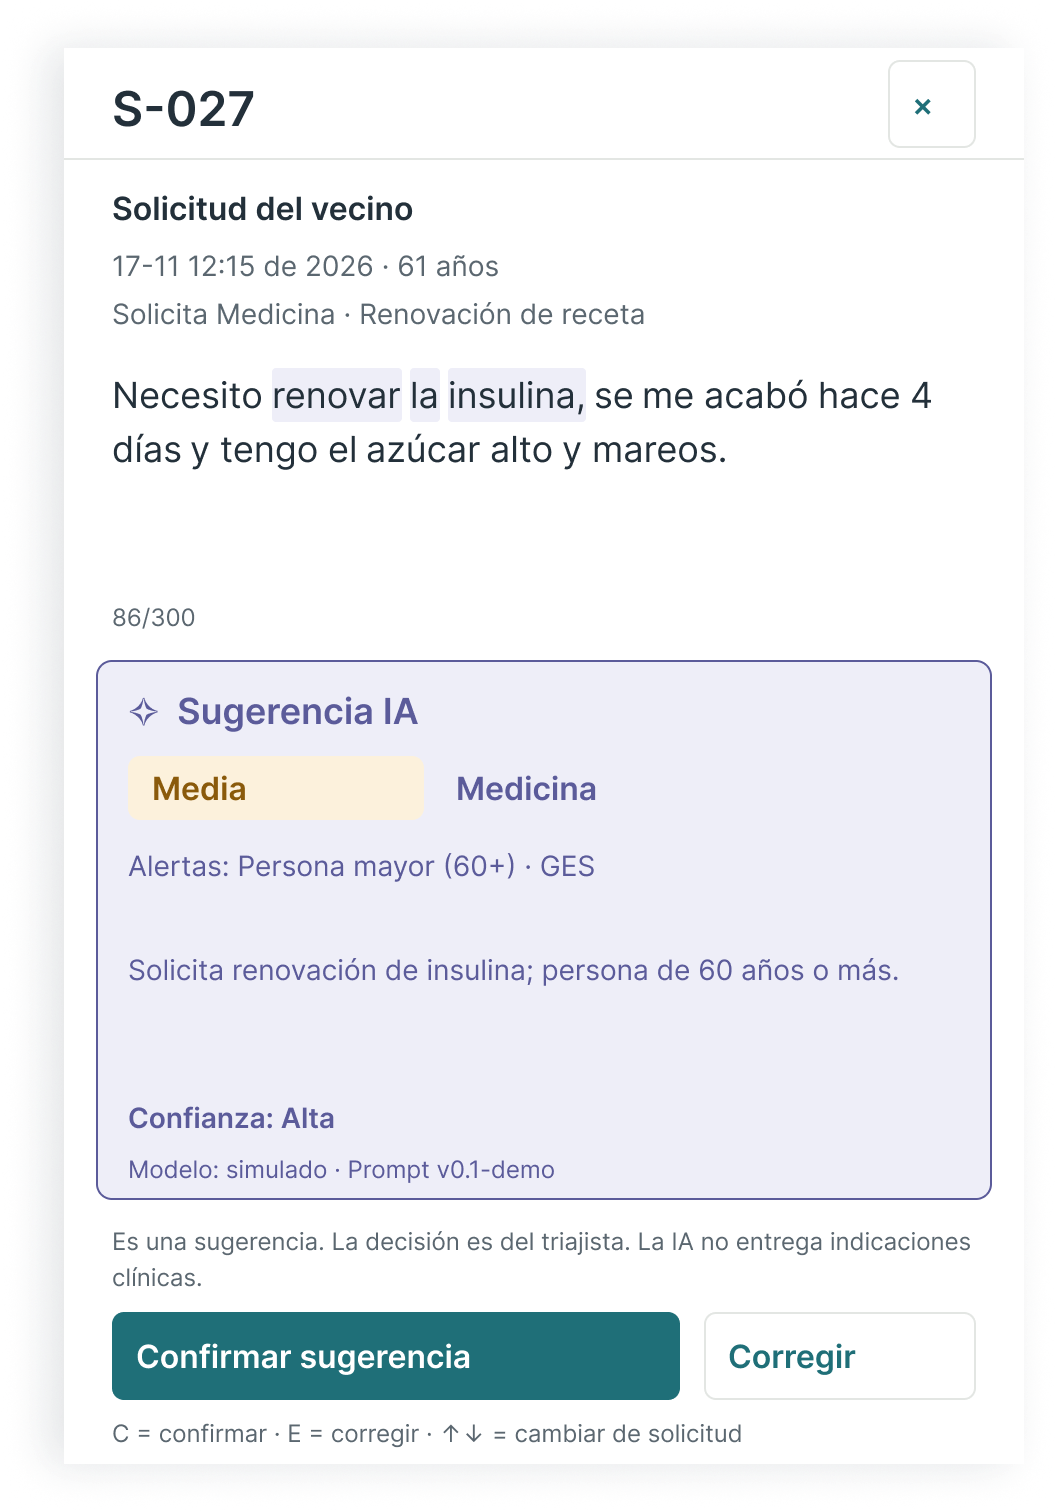 S-027
×
Solicitud del vecino
17-11 12:15 de 2026 · 61 años
Solicita Medicina · Renovación de receta
Necesito renovar la insulina, se me acabó hace 4
días y tengo el azúcar alto y mareos.
86/300
Sugerencia IA
Media Medicina
Alertas: Persona mayor (60+) · GES
Solicita renovación de insulina; persona de 60 años o más.
Confianza: Alta
Modelo: simulado · Prompt v0.1-demo
Es una sugerencia. La decisión es del triajista. La IA no entrega indicaciones
clínicas.
Confirmar sugerencia Corregir
C = confirmar · E = corregir · ↑↓ = cambiar de solicitud